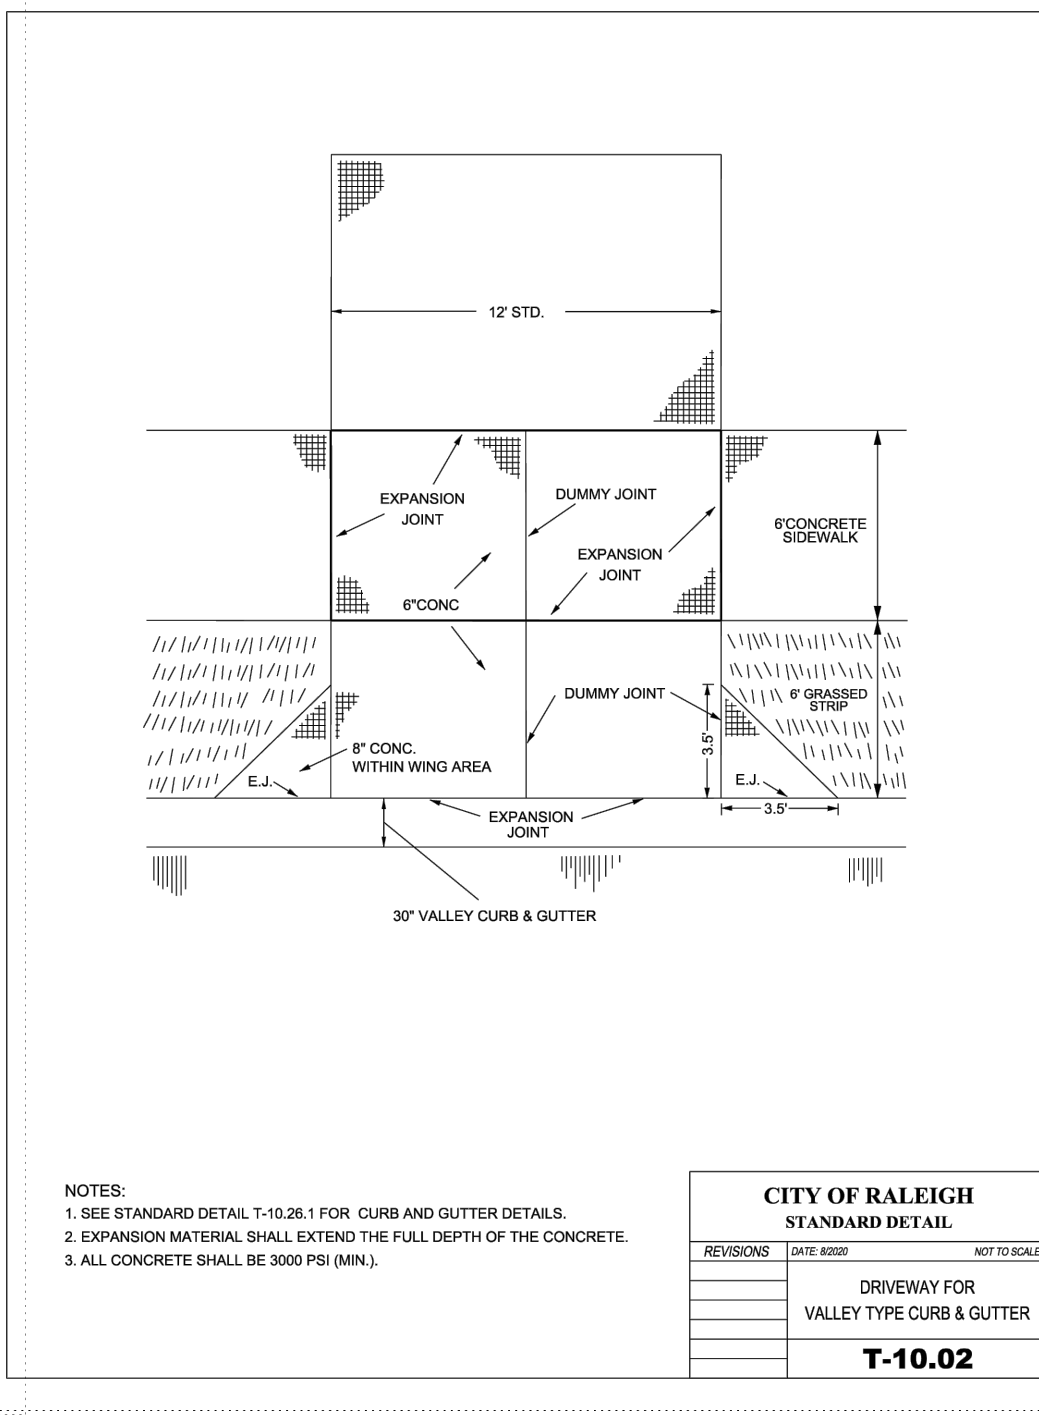 12' STD.
EXPANSION
JOINT
DUMMY JOINT
6'CONCRETE
SIDEWALK
EXPANSION
JOINT
6"CONC
DUMMY JOINT
6' GRASSED
STRIP
3.5'
8" CONC.
WITHIN WING AREA
E.J.
E.J.
3.5'
EXPANSION
JOINT
30" VALLEY CURB & GUTTER
NOTES:
1. SEE STANDARD DETAIL T-10.26.1 FOR CURB AND GUTTER DETAILS.
2. EXPANSION MATERIAL SHALL EXTEND THE FULL DEPTH OF THE CONCRETE.
3. ALL CONCRETE SHALL BE 3000 PSI (MIN.).
CITY OF RALEIGH
STANDARD DETAIL
REVISIONS
DATE: 8/2020
NOT TO SCALE
DRIVEWAY FOR
VALLEY TYPE CURB & GUTTER
T-10.02